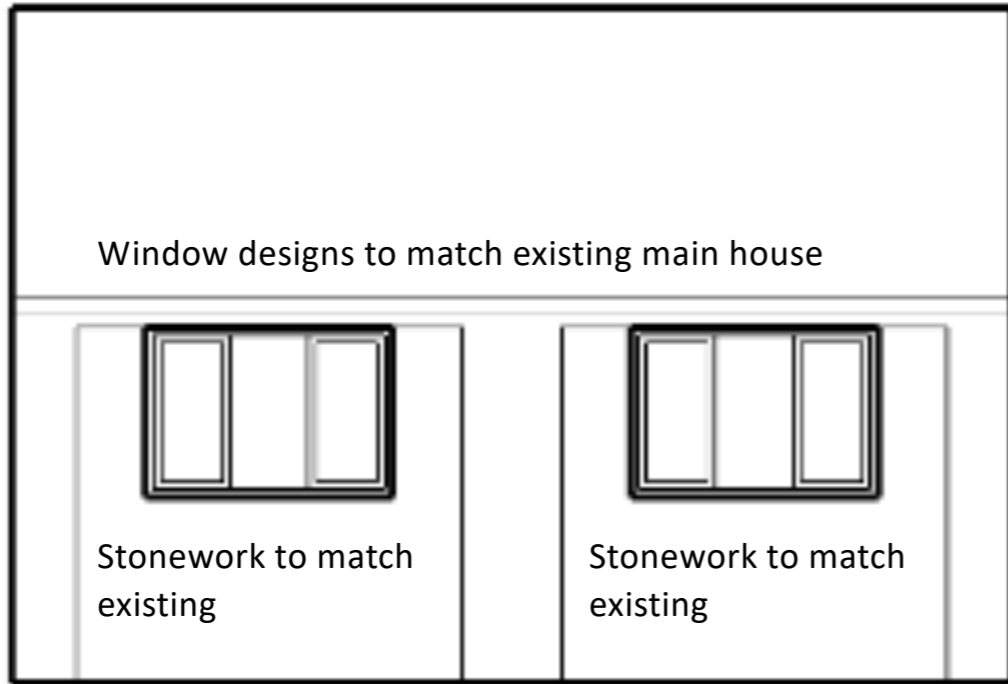 Window designs to match existing main house
Stonework to match
existing
Stonework to match
existing